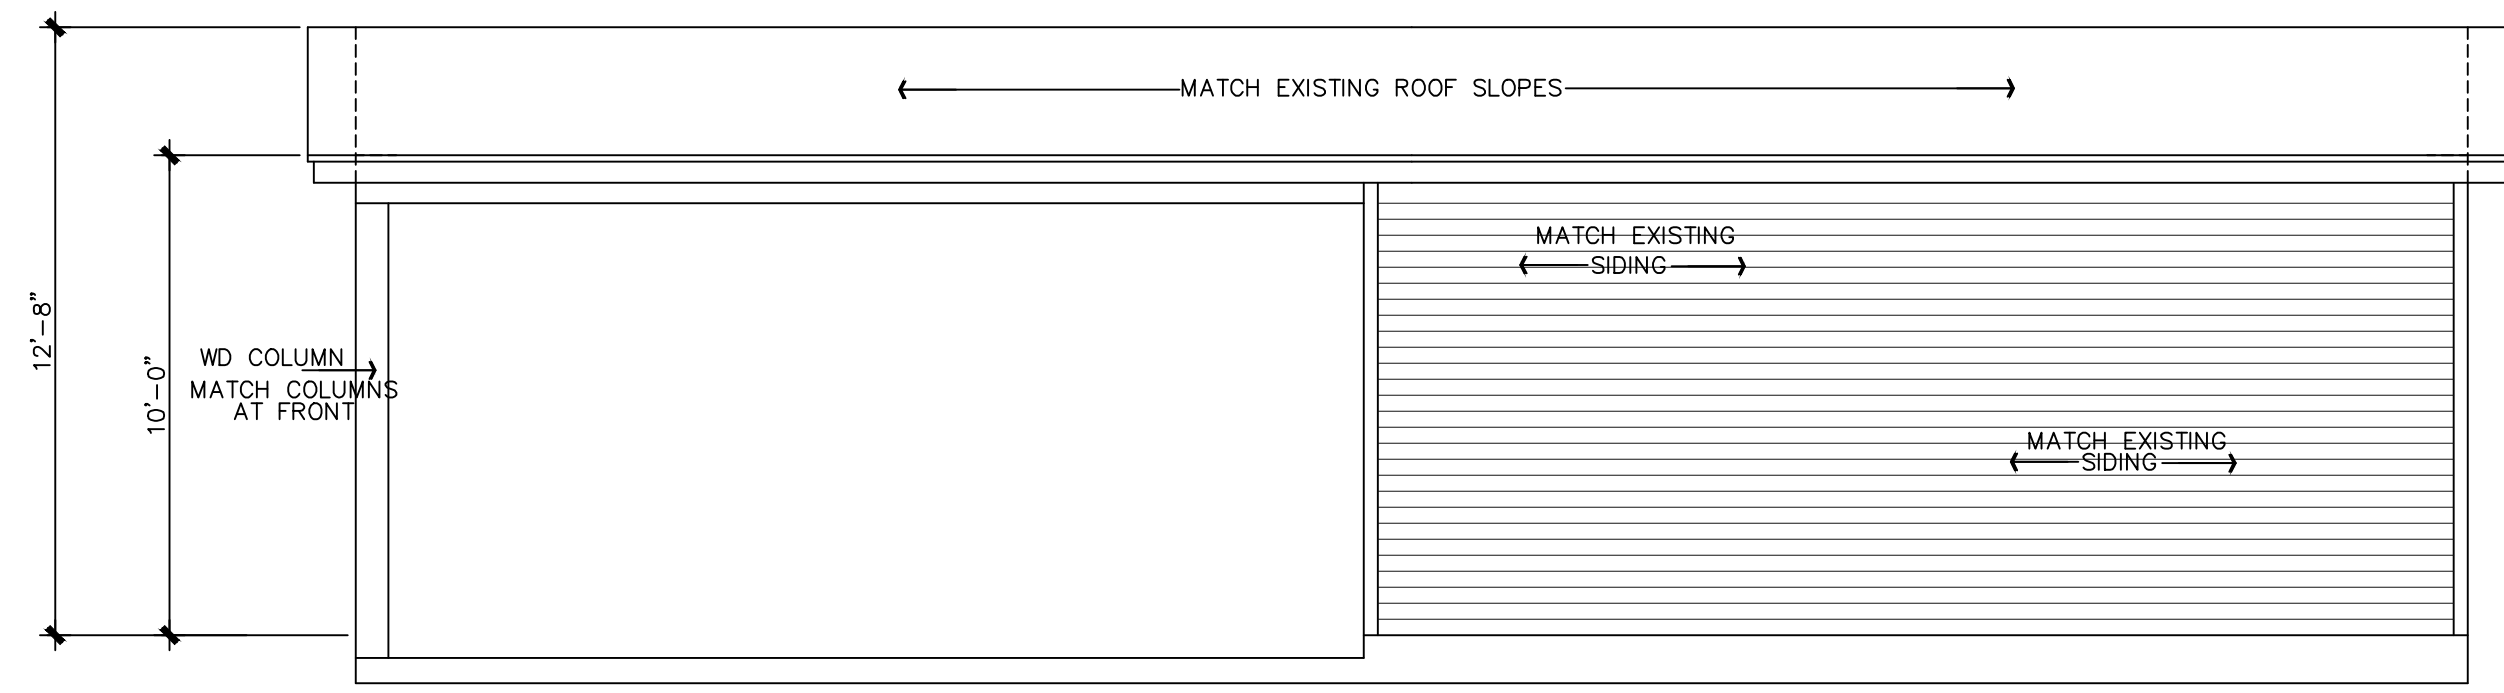 MATCH EXISTING ROOF SLOPES
MATCH EXISTING
SIDING
12'-8"
10'-0"
WD COLUMN
MATCH COLUMNS
AT FRONT
MATCH EXISTING
SIDING